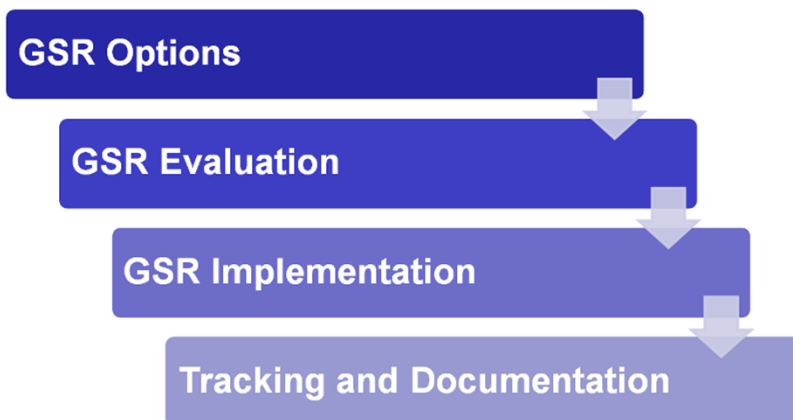 GSR Options
GSR Evaluation
GSR Implementation
Tracking and Documentation